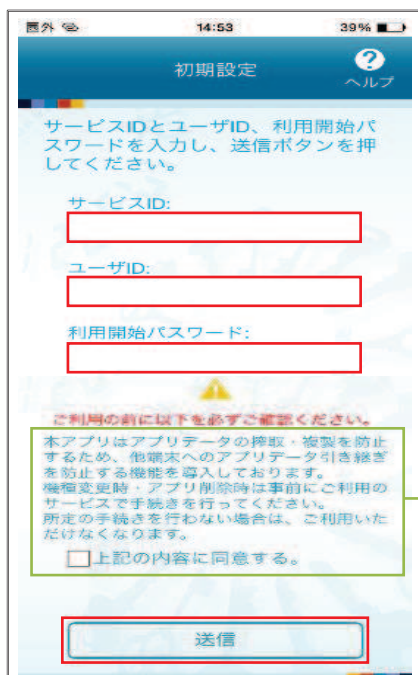 圏外 14:53 39%
初期設定
?
ヘルプ
サービスIDとユーザID、利用開始パ
スワードを入力し、送信ボタンを押
してください。
サービスID:
ユーザID:
利用開始パスワード:
ご利用の前に以下を必ずご確認ください。
本アプリはアプリデータの搾取・複製を防止
するため、他端末へのアプリデータ引き継ぎ
を防止する機能を導入しております。
機種変更時・アプリ削除時は事前にご利用の
サービスで手続きを行ってください。
所定の手続きを行わない場合は、ご利用いた
だけなくなります。
上記の内容に同意する。
送信